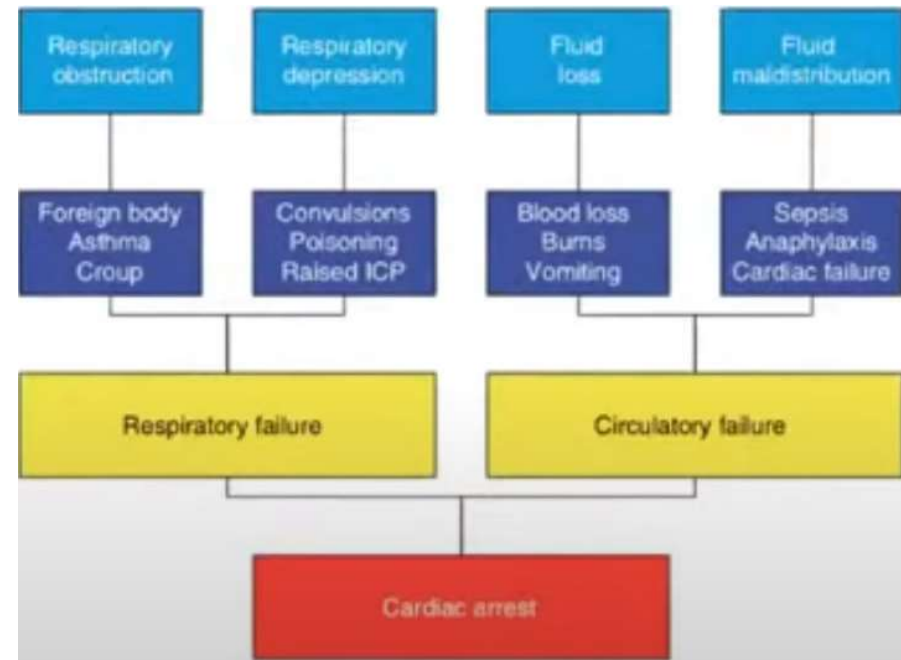 Respiratory
obstruction
Respiratory
depression
Fluid
loss
Fluid
maldistribution
Foreign body
Asthma
Croup
Convulsions
Poisoning
Raised ICP
Blood loss
Burns
Vomiting
Sepsis
Anaphylaxis
Cardiac failure
Respiratory failure
Circulatory failure
Cardiac arrest